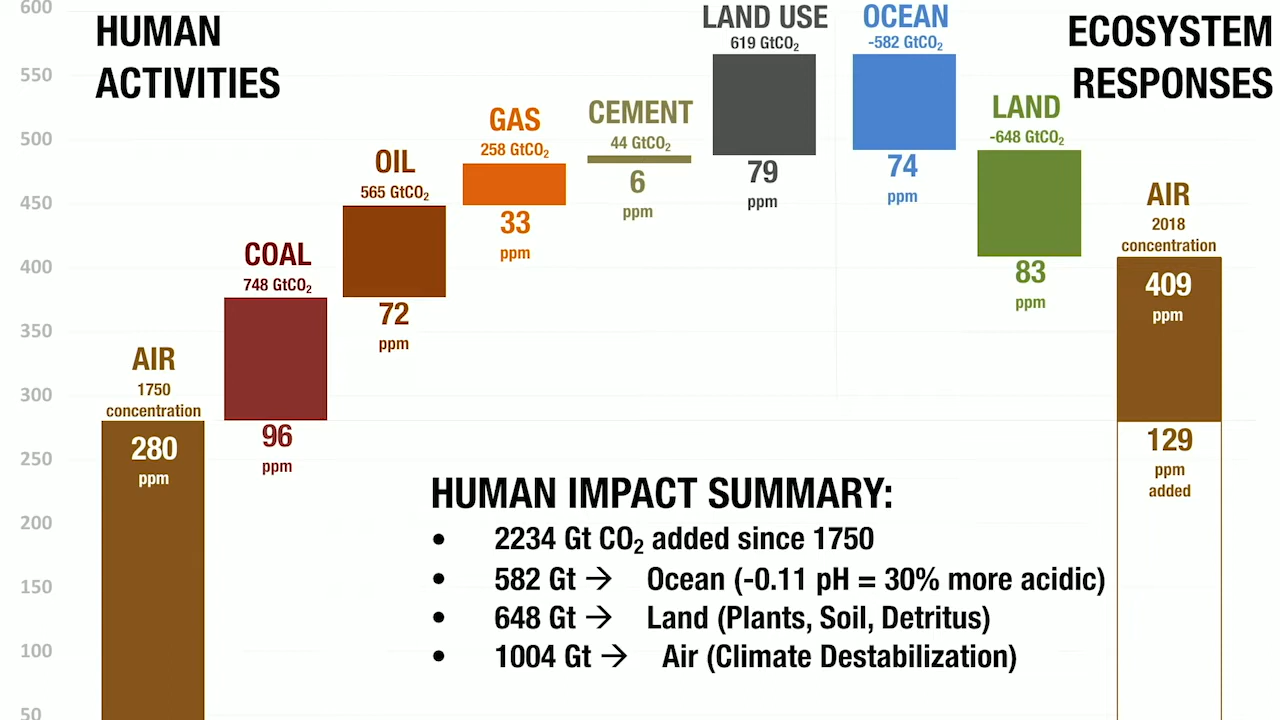 HUMAN
ACTIVITIES
ECOSYSTEM
RESPONSES
600
550
500
450
400
350
300
250
200
150
100
50
AIR
1750
concentration
280
ppm
COAL
748 GtCO₂
96
ppm
OIL
565 GtCO₂
72
ppm
GAS
258 GtCO₂
33
ppm
CEMENT
44 GtCO₂
6
ppm
LAND USE
619 GtCO₂
79
ppm
OCEAN
-582 GtCO₂
74
ppm
LAND
-648 GtCO₂
83
ppm
AIR
2018
concentration
409
ppm
129
ppm
added
HUMAN IMPACT SUMMARY:
• 2234 Gt CO₂ added since 1750
• 582 Gt → Ocean (-0.11 pH = 30% more acidic)
• 648 Gt → Land (Plants, Soil, Detritus)
• 1004 Gt → Air (Climate Destabilization)